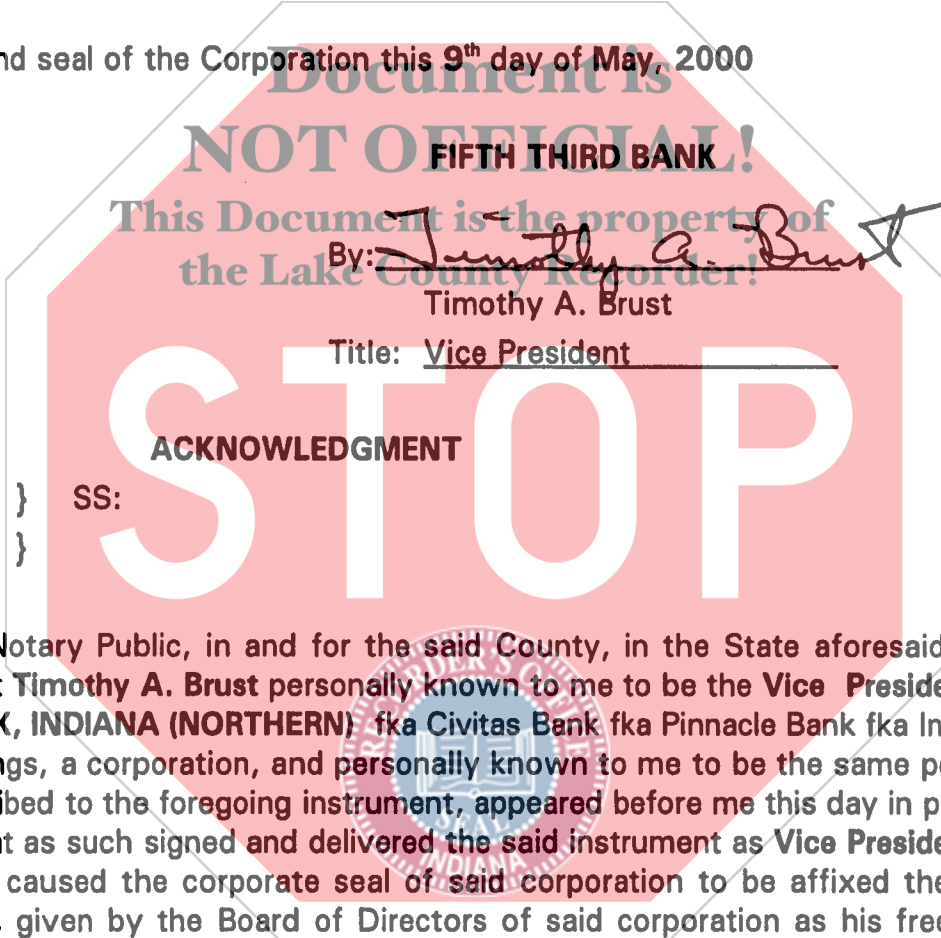 nd seal of the Corporation this 9th day of May, 2000
Document is
NOT OFFICIAL!
FIFTH THIRD BANK
This Document is the property of
the Lake County Recorder!
By: Timothy A. Brust
Timothy A. Brust
Title: Vice President
STOP
ACKNOWLEDGMENT
} SS:
}
Notary Public, in and for the said County, in the State aforesaid
Timothy A. Brust personally known to me to be the Vice Preside
K, INDIANA (NORTHERN) fka Civitas Bank fka Pinnacle Bank fka In
ngs, a corporation, and personally known to me to be the same p
ibed to the foregoing instrument, appeared before me this day in p
t as such signed and delivered the said instrument as Vice Preside
caused the corporate seal of said corporation to be affixed the
given by the Board of Directors of said corporation as his free
RECORDER'S OFFICE
SEAL
INDIANA